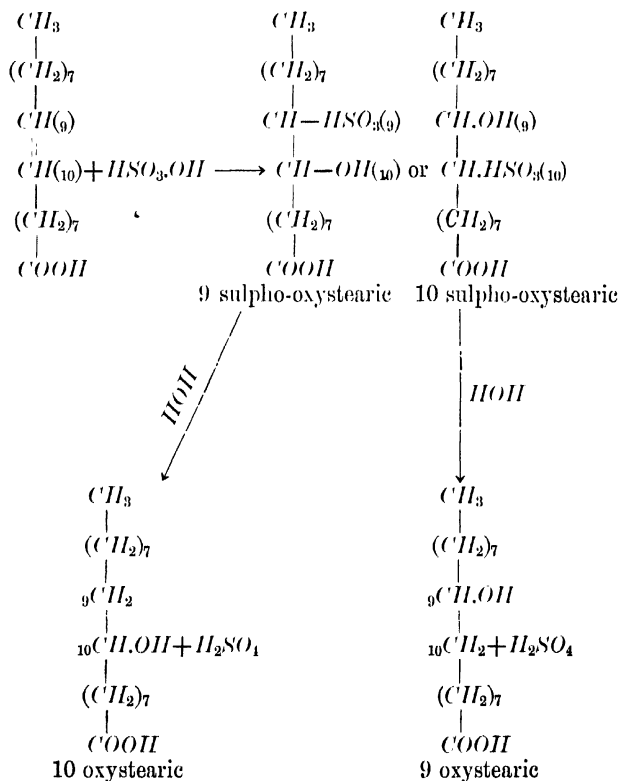 CH3 CH3 CH3
(CH2)7 (CH2)7 (CH2)7
CH(9) CH—HSO3(9) CH.OH(9)
CH(10)+HSO3.OH ⟶ CH—OH(10) or CH.HSO3(10)
(CH2)7 (CH2)7 (CH2)7
COOH COOH COOH
9 sulpho-oxystearic 10 sulpho-oxystearic
HOH HOH
CH3 CH3
(CH2)7 (CH2)7
9CH2 9CH.OH
10CH.OH+H2SO4 10CH2+H2SO4
(CH2)7 (CH2)7
COOH COOH
10 oxystearic 9 oxystearic